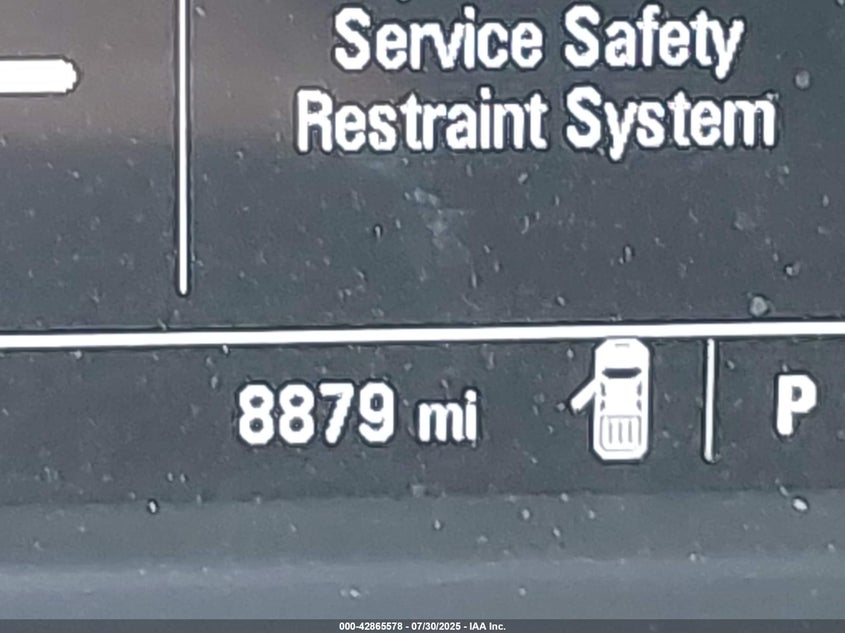 Service Safety
Restraint System
8879 mi
P
000-42865578 - 07/30/2025 - IAA Inc.